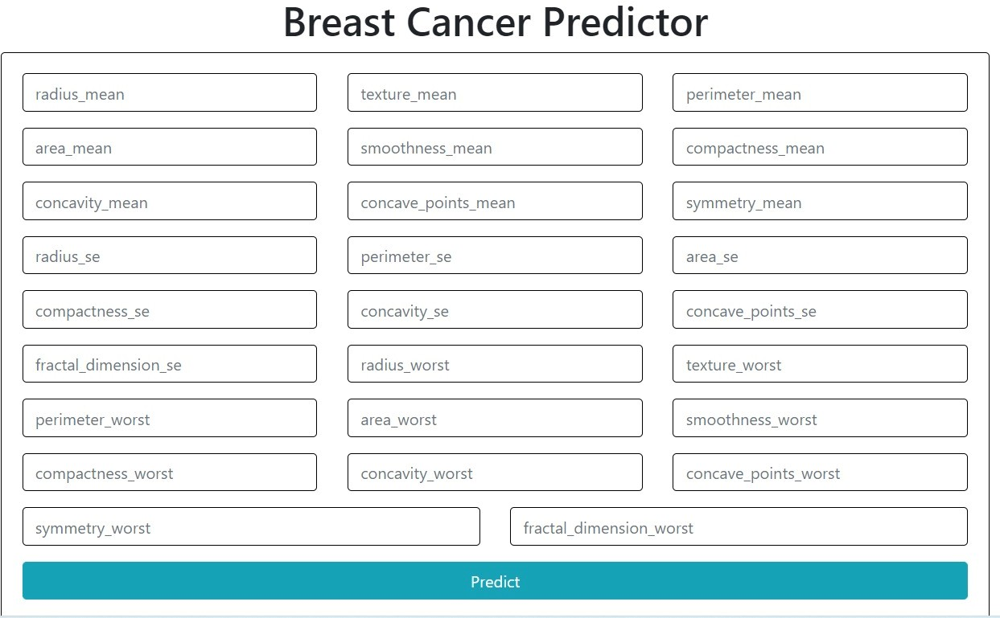 Breast Cancer Predictor
radius_mean texture_mean perimeter_mean
area_mean smoothness_mean compactness_mean
concavity_mean concave_points_mean symmetry_mean
radius_se perimeter_se area_se
compactness_se concavity_se concave_points_se
fractal_dimension_se radius_worst texture_worst
perimeter_worst area_worst smoothness_worst
compactness_worst concavity_worst concave_points_worst
symmetry_worst fractal_dimension_worst
Predict